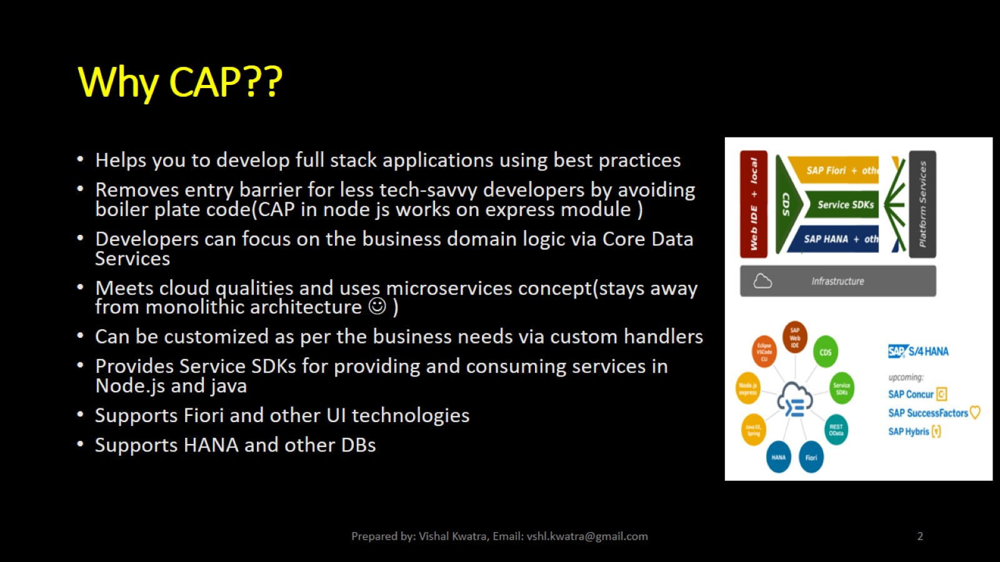 Why CAP??
• Helps you to develop full stack applications using best practices
• Removes entry barrier for less tech-savvy developers by avoiding
boiler plate code(CAP in node js works on express module )
• Developers can focus on the business domain logic via Core Data
Services
• Meets cloud qualities and uses microservices concept(stays away
from monolithic architecture ☺ )
• Can be customized as per the business needs via custom handlers
• Provides Service SDKs for providing and consuming services in
Node.js and java
• Supports Fiori and other UI technologies
• Supports HANA and other DBs
Web IDE + local
CDS
SAP Fiori + othe
Service SDKs
SAP HANA + oth
Platform Services
Infrastructure
SAP
Web
IDE
CDS
Service
SDKs
REST
OData
Fiori
HANA
Java EE,
Spring
Node.js
express
Eclipse
VSCode
CLI
SAP S/4HANA
upcoming:
SAP Concur C
SAP SuccessFactors
SAP Hybris
Prepared by: Vishal Kwatra, Email: vshl.kwatra@gmail.com
2